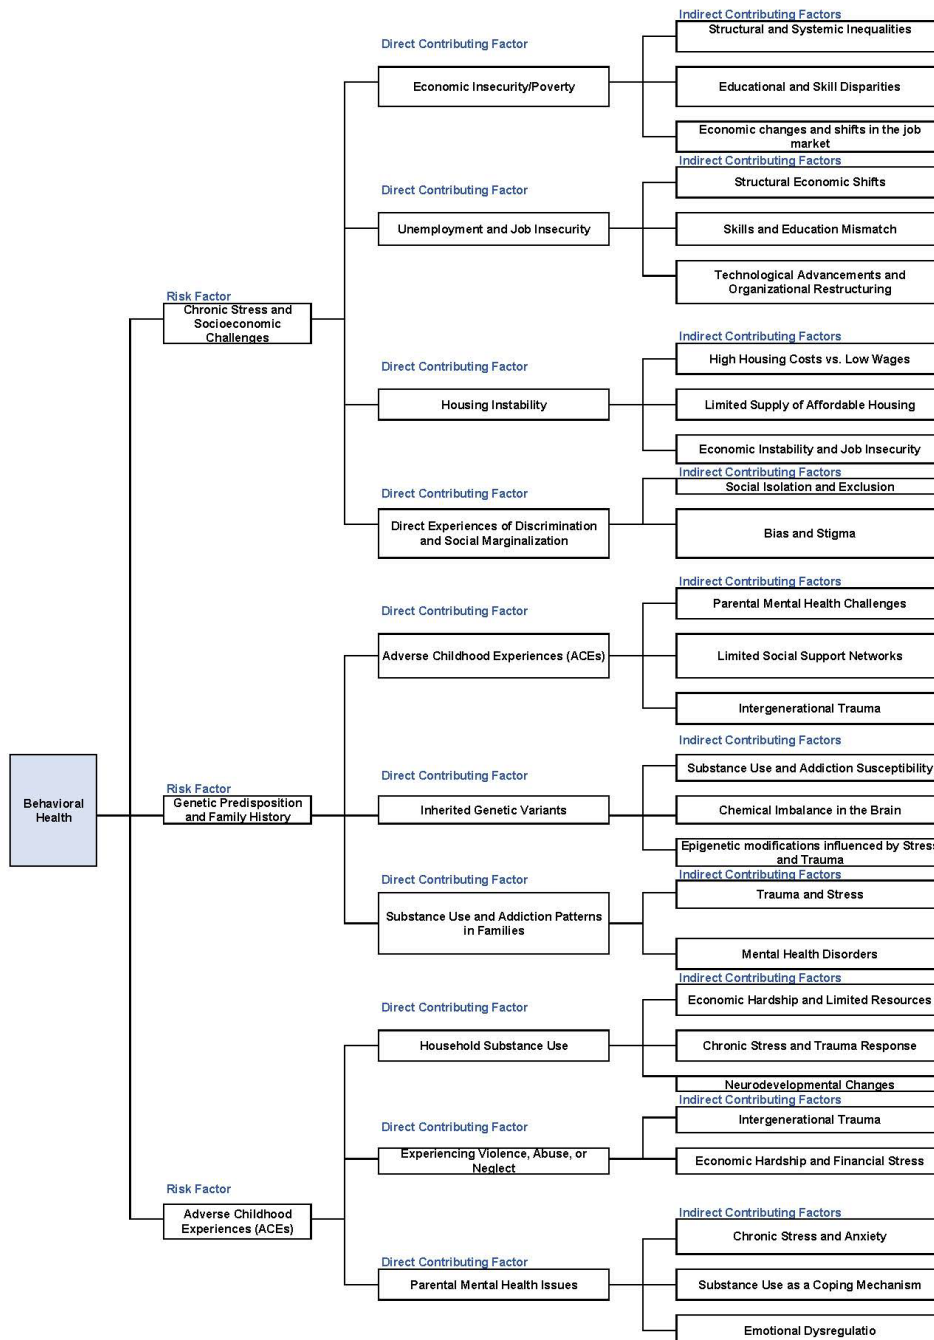 Indirect Contributing Factors
Structural and Systemic Inequalities
Direct Contributing Factor
Economic Insecurity/Poverty
Educational and Skill Disparities
Economic changes and shifts in the job
market
Indirect Contributing Factors
Direct Contributing Factor
Structural Economic Shifts
Unemployment and Job Insecurity
Skills and Education Mismatch
Technological Advancements and
Organizational Restructuring
Risk Factor
Chronic Stress and
Socioeconomic
Challenges
Indirect Contributing Factors
High Housing Costs vs. Low Wages
Direct Contributing Factor
Housing Instability
Limited Supply of Affordable Housing
Economic Instability and Job Insecurity
Indirect Contributing Factors
Social Isolation and Exclusion
Direct Contributing Factor
Direct Experiences of Discrimination
and Social Marginalization
Bias and Stigma
Indirect Contributing Factors
Parental Mental Health Challenges
Direct Contributing Factor
Adverse Childhood Experiences (ACEs)
Limited Social Support Networks
Intergenerational Trauma
Indirect Contributing Factors
Substance Use and Addiction Susceptibility
Direct Contributing Factor
Behavioral
Health
Risk Factor
Genetic Predisposition
and Family History
Inherited Genetic Variants
Chemical Imbalance in the Brain
Epigenetic modifications influenced by Stress
and Trauma
Indirect Contributing Factors
Direct Contributing Factor
Trauma and Stress
Substance Use and Addiction Patterns
in Families
Mental Health Disorders
Indirect Contributing Factors
Economic Hardship and Limited Resources
Direct Contributing Factor
Household Substance Use
Chronic Stress and Trauma Response
Neurodevelopmental Changes
Indirect Contributing Factors
Intergenerational Trauma
Direct Contributing Factor
Experiencing Violence, Abuse, or
Neglect
Economic Hardship and Financial Stress
Risk Factor
Adverse Childhood
Experiences (ACEs)
Indirect Contributing Factors
Chronic Stress and Anxiety
Direct Contributing Factor
Parental Mental Health Issues
Substance Use as a Coping Mechanism
Emotional Dysregulatio